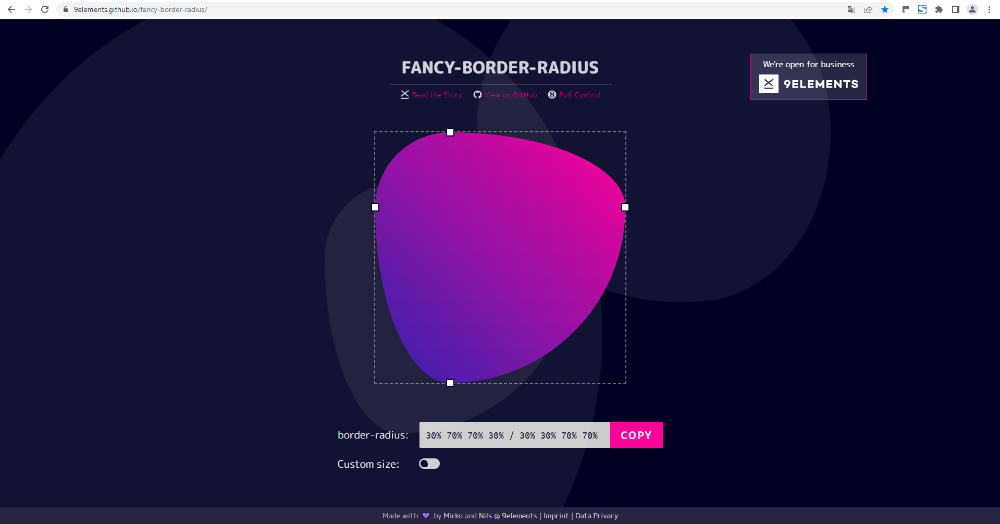 9elements.github.io/fancy-border-radius/
FANCY-BORDER-RADIUS
Read the Story View on GitHub Full-Control
We're open for business
9ELEMENTS
border-radius: 30% 70% 70% 30% / 30% 30% 70% 70% COPY
Custom size:
Made with 💜 by Mirko and Nils @ 9elements | Imprint | Data Privacy